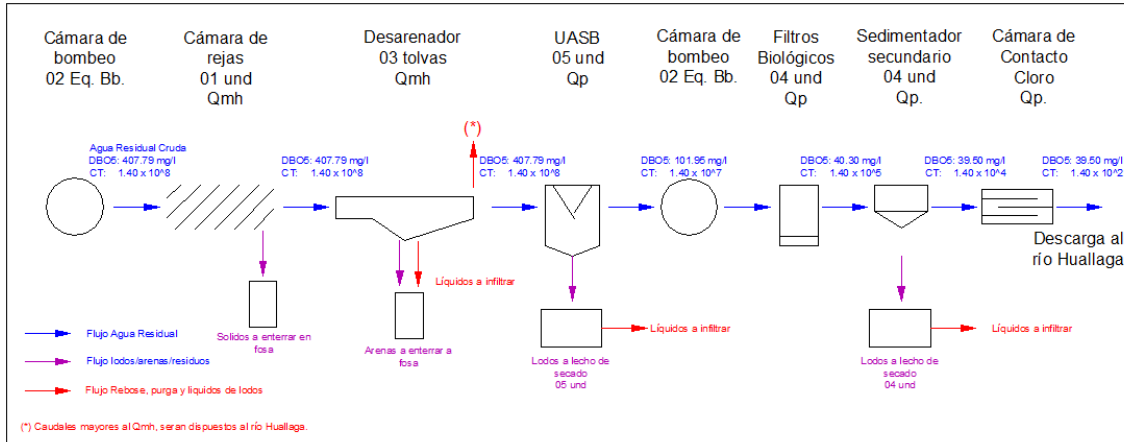 Cámara de
bombeo
02 Eq. Bb.
Cámara de
rejas
01 und
Qmh
Desarenador
03 tolvas
Qmh
UASB
05 und
Qp
Cámara de
bombeo
02 Eq. Bb.
Filtros
Biológicos
04 und
Qp
Sedimentador
secundario
04 und
Qp.
Cámara de
Contacto
Cloro
Qp.
(*)
Agua Residual Cruda
DBO5: 407.79 mg/l
CT: 1.40 x 10^8
DBO5: 407.79 mg/l
CT: 1.40 x 10^8
DBO5: 407.79 mg/l
CT: 1.40 x 10^8
DBO5: 101.95 mg/l
CT: 1.40 x 10^7
DBO5: 40.30 mg/l
CT: 1.40 x 10^5
DBO5: 39.50 mg/l
CT: 1.40 x 10^4
DBO5: 39.50 mg/l
CT: 1.40 x 10^2
Descarga al
río Huallaga
Líquidos a infiltrar
Solidos a enterrar en
fosa
Arenas a enterrar a
fosa
Líquidos a infiltrar
Lodos a lecho de
secado
05 und
Líquidos a infiltrar
Lodos a lecho de
secado
04 und
Flujo Agua Residual
Flujo lodos/arenas/residuos
Flujo Rebose, purga y liquidos de lodos
(*) Caudales mayores al Qmh, seran dispuestos al río Huallaga.